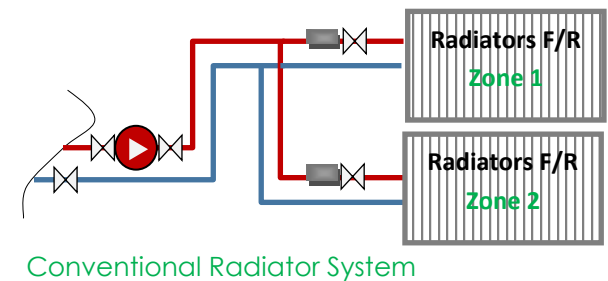 Radiators F/R
Zone 1
Radiators F/R
Zone 2
Conventional Radiator System